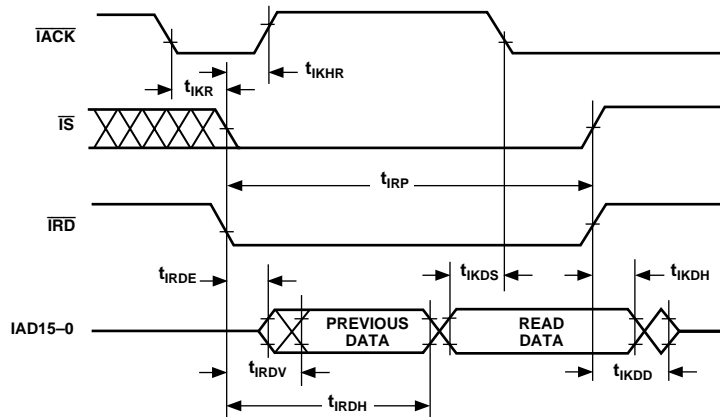 IACK
tIKHR
tIKR
IS
tIRP
IRD
tIRDE
tIKDS
tIKDH
IAD15–0
PREVIOUS
DATA
READ
DATA
tIRDV
tIKDD
tIRDH